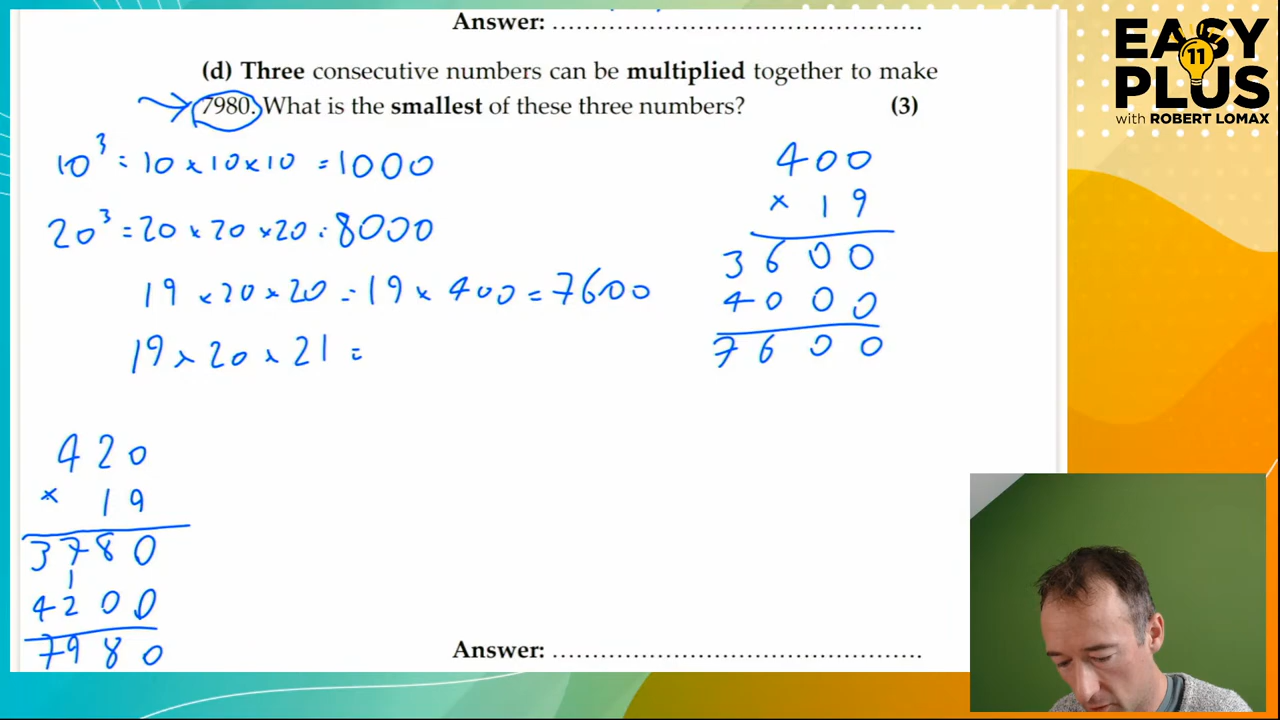 Answer: ............................................
(d) Three consecutive numbers can be multiplied together to make
7980. What is the smallest of these three numbers? (3)
10³ = 10 × 10 × 10 = 1000
20³ = 20 × 20 × 20 = 8000
19 × 20 × 20 = 19 × 400 = 7600
19 × 20 × 21 =
400
× 19
3600
4000
7600
420
× 19
3780
1
4200
7980
Answer: ............................................
EASY
11
PLUS
with ROBERT LOMAX